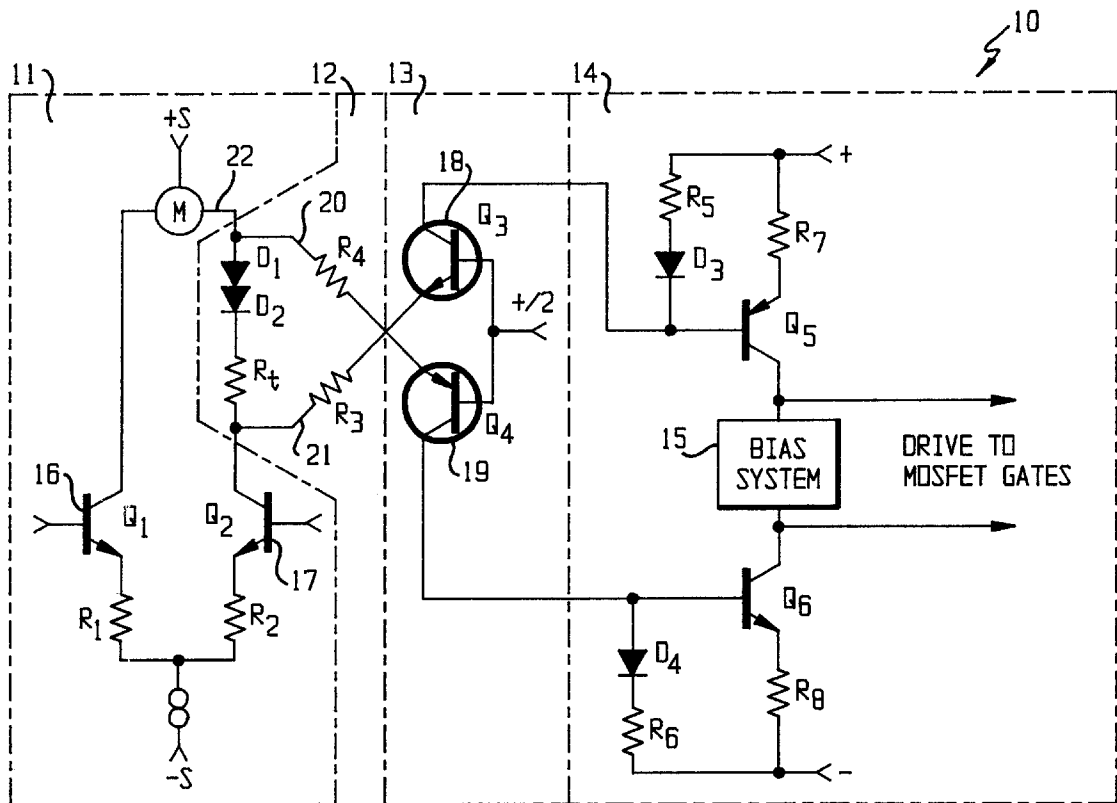 10
11
12
13
14
+S
22
M
20
D1
D2
R4
Rt
R3
21
16
Q1
Q2
17
R1
R2
-S
18
Q3
+/2
Q4
19
+
R5
R7
D3
Q5
15
BIAS
SYSTEM
DRIVE TO
MOSFET GATES
Q6
D4
R8
R6
-